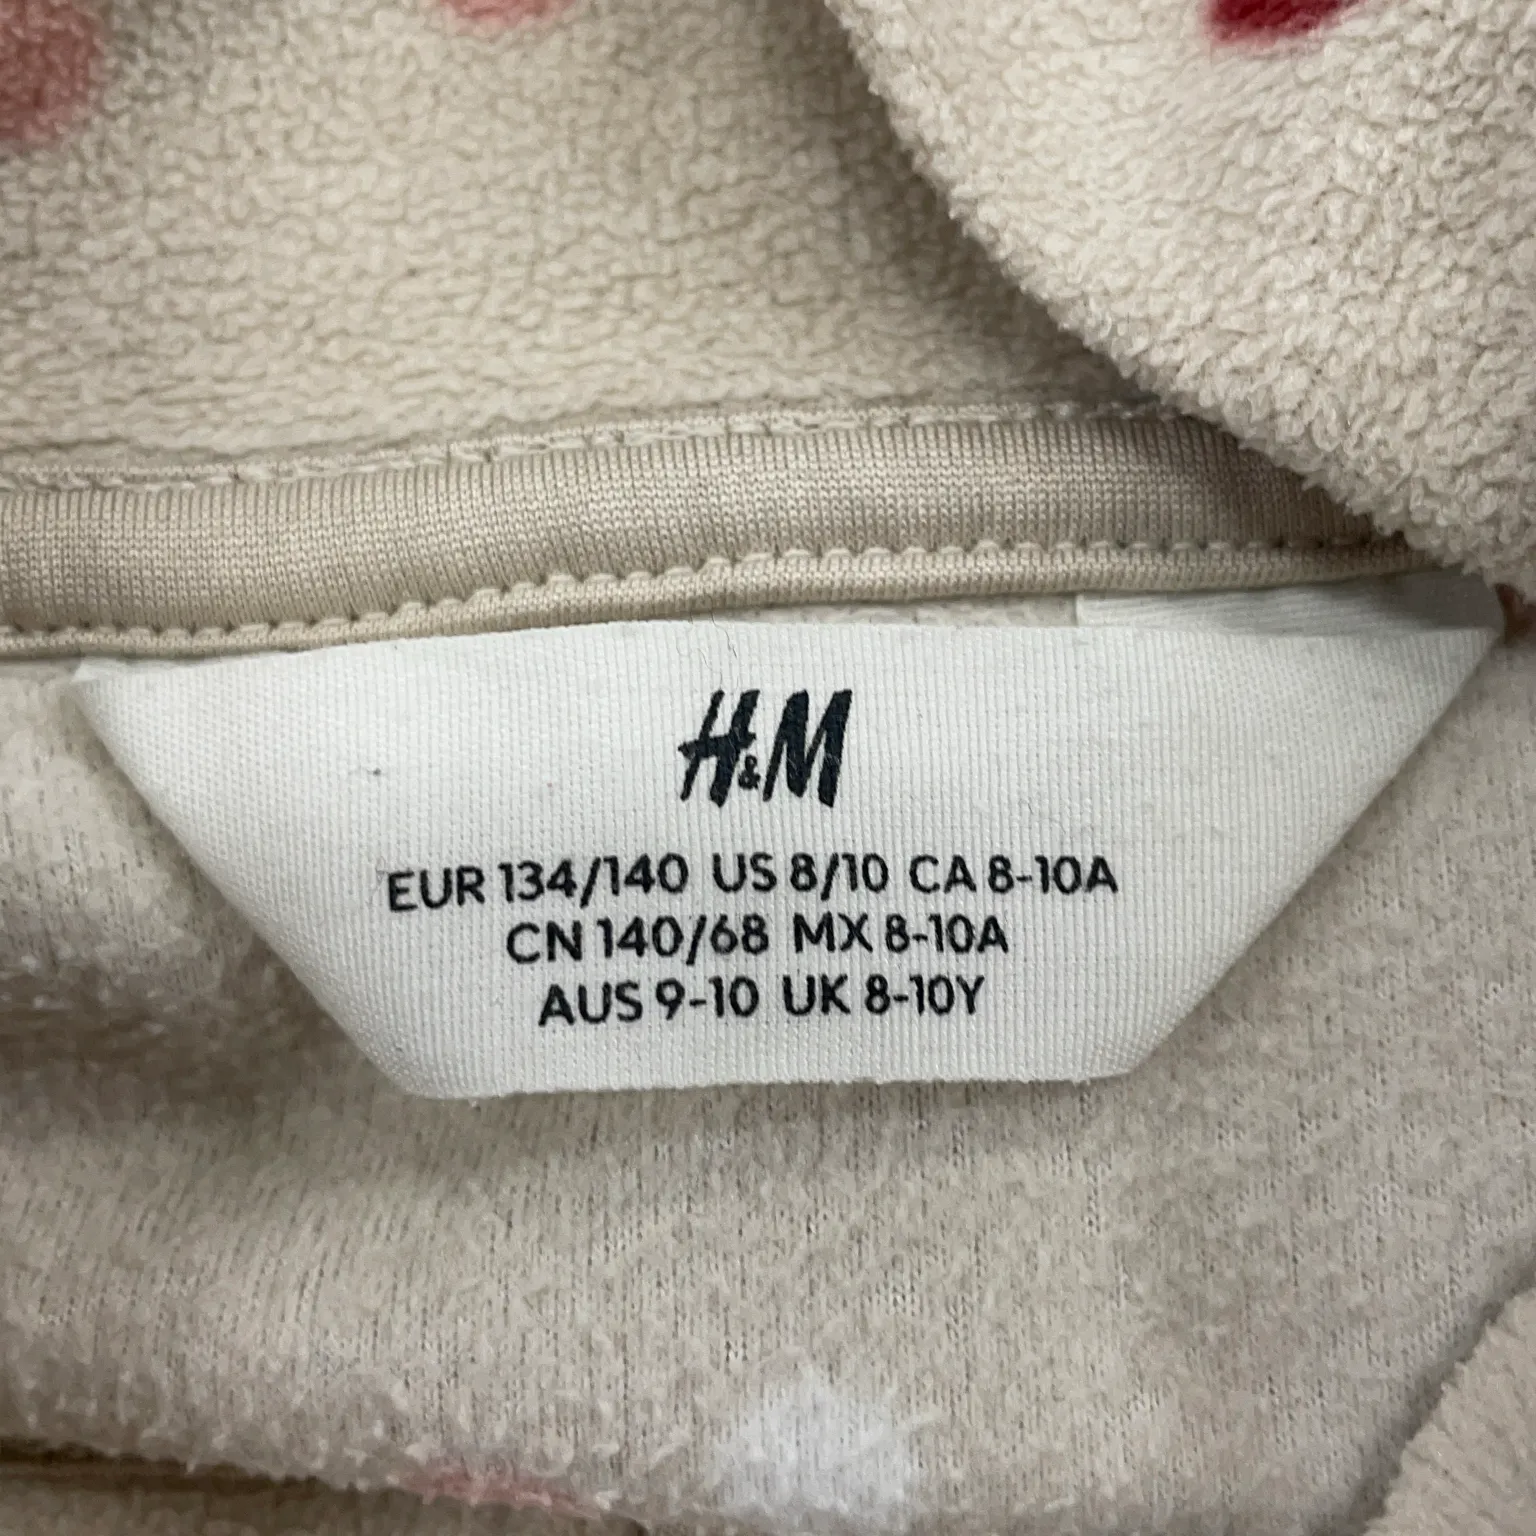 H&M
EUR 134/140 US 8/10 CA 8-10A
CN 140/68 MX 8-10A
AUS 9-10 UK 8-10Y